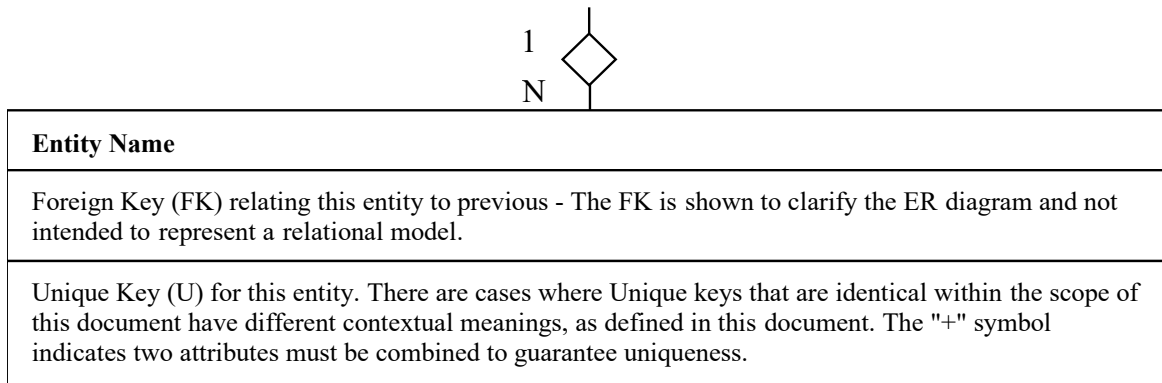 1
N
Entity Name
Foreign Key (FK) relating this entity to previous - The FK is shown to clarify the ER diagram and not
intended to represent a relational model.
Unique Key (U) for this entity. There are cases where Unique keys that are identical within the scope of
this document have different contextual meanings, as defined in this document. The "+" symbol
indicates two attributes must be combined to guarantee uniqueness.